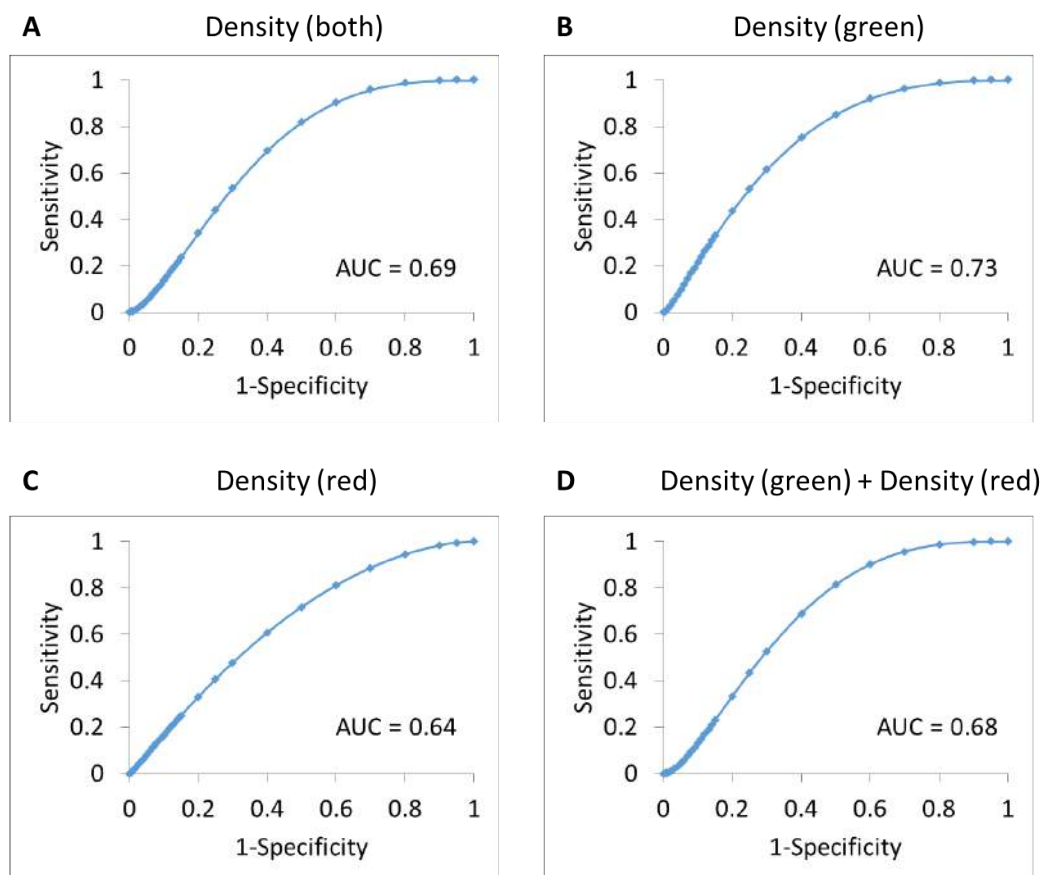 A Density (both)
1
0.8
0.6
0.4
0.2
0
Sensitivity
AUC = 0.69
0 0.2 0.4 0.6 0.8 1
1-Specificity
B Density (green)
1
0.8
0.6
0.4
0.2
0
Sensitivity
AUC = 0.73
0 0.2 0.4 0.6 0.8 1
1-Specificity
C Density (red)
1
0.8
0.6
0.4
0.2
0
Sensitivity
AUC = 0.64
0 0.2 0.4 0.6 0.8 1
1-Specificity
D Density (green) + Density (red)
1
0.8
0.6
0.4
0.2
0
Sensitivity
AUC = 0.68
0 0.2 0.4 0.6 0.8 1
1-Specificity